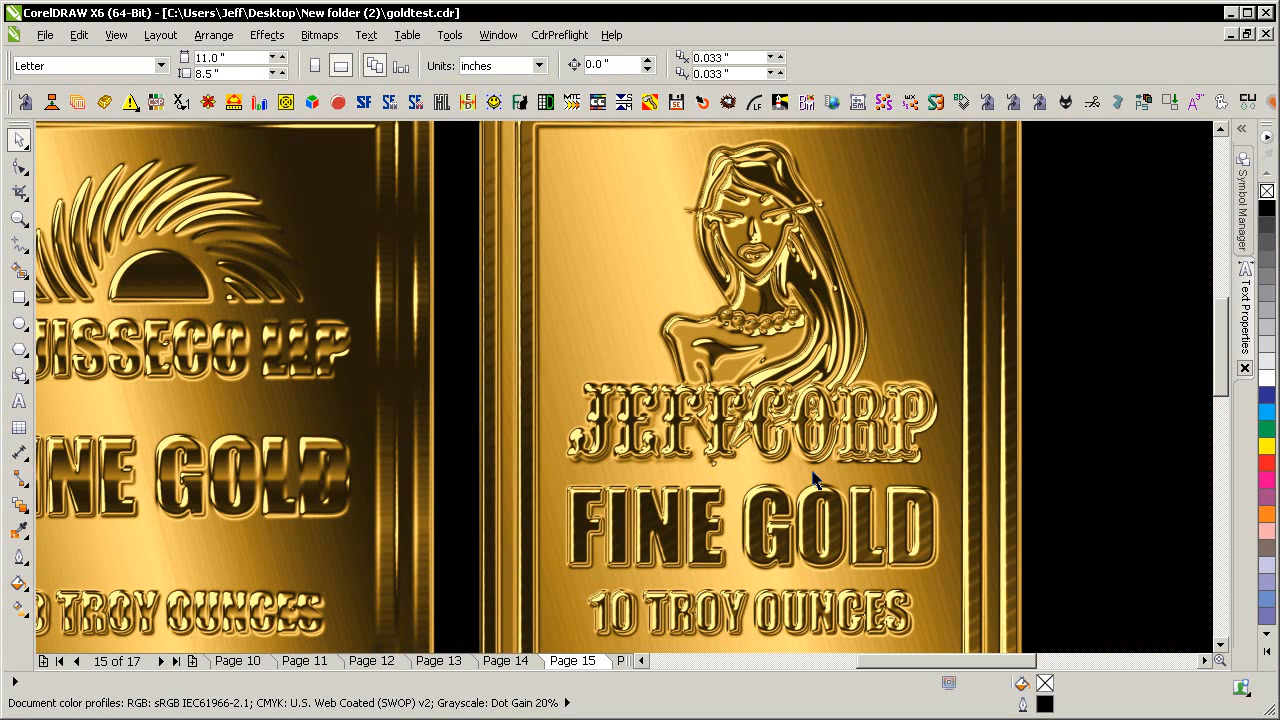 CorelDRAW X6 (64-Bit) - [C:\Users\Jeff\Desktop\New folder (2)\goldtest.cdr]
File Edit View Layout Arrange Effects Bitmaps Text Table Tools Window CdrPreflight Help
Letter 11.0 " 8.5 " Units: inches 0.0 " 0.033 " 0.033 "
Symbol Manager
Text Properties
UISSECO LLP
INE GOLD
0 TROY OUNCES
JEFFCORP
FINE GOLD
10 TROY OUNCES
15 of 17 Page 10 Page 11 Page 12 Page 13 Page 14 Page 15 P
Document color profiles: RGB: sRGB IEC61966-2.1; CMYK: U.S. Web Coated (SWOP) v2; Grayscale: Dot Gain 20%